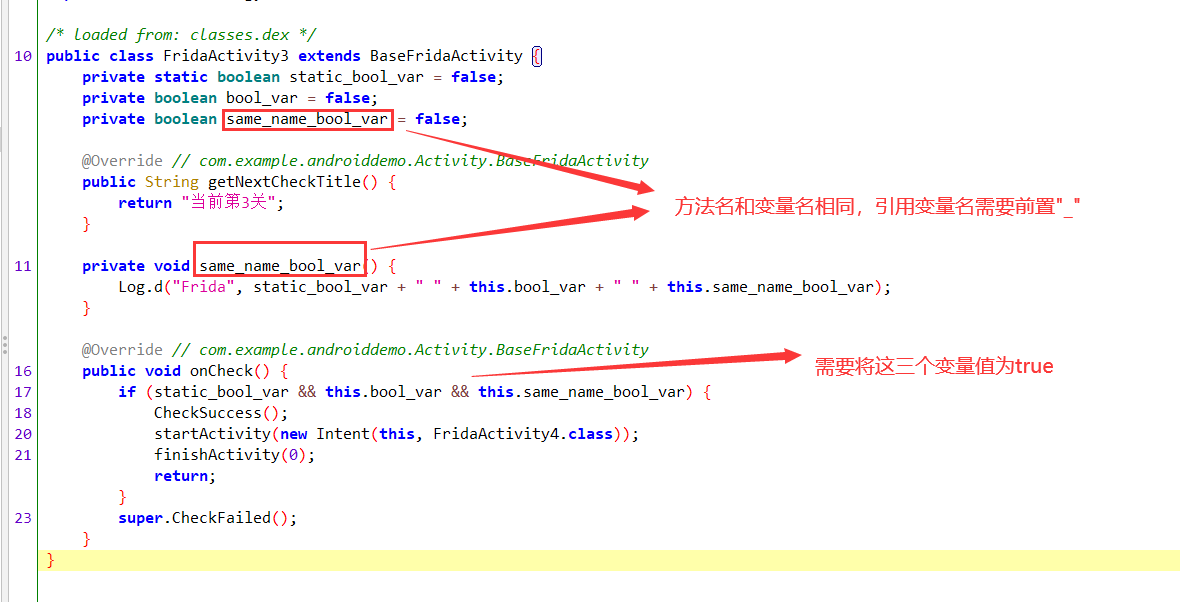 /* loaded from: classes.dex */
10 public class FridaActivity3 extends BaseFridaActivity {
private static boolean static_bool_var = false;
private boolean bool_var = false;
private boolean same_name_bool_var = false;
@Override // com.example.androiddemo.Activity.BaseFridaActivity
public String getNextCheckTitle() {
return "当前第3关";
}
方法名和变量名相同，引用变量名需要前置"_"
11 private void same_name_bool_var() {
Log.d("Frida", static_bool_var + " " + this.bool_var + " " + this.same_name_bool_var);
}
@Override // com.example.androiddemo.Activity.BaseFridaActivity
16 public void onCheck() {
需要将这三个变量值为true
17 if (static_bool_var && this.bool_var && this.same_name_bool_var) {
18 CheckSuccess();
20 startActivity(new Intent(this, FridaActivity4.class));
21 finishActivity(0);
return;
}
23 super.CheckFailed();
}
}